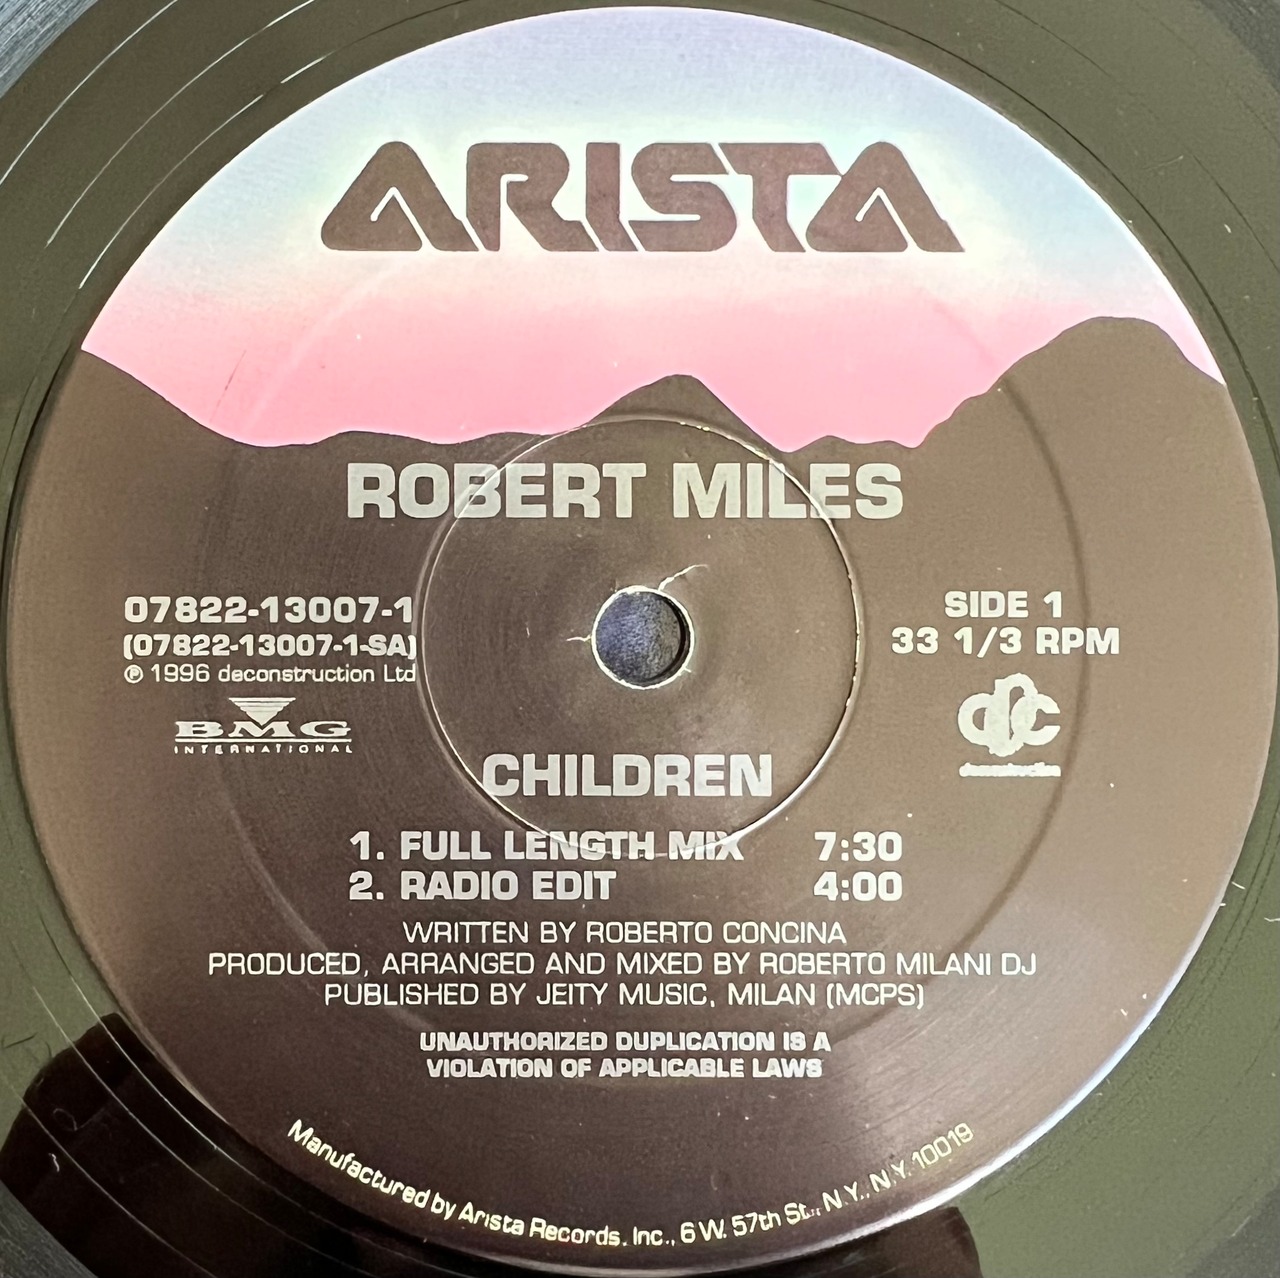 ARISTA
ROBERT MILES
07822-13007-1
(07822-13007-1-SA)
℗ 1996 deconstruction Ltd
BMG
INTERNATIONAL
SIDE 1
33 1/3 RPM
dPc
deconstruction
CHILDREN
1. FULL LENGTH MIX 7:30
2. RADIO EDIT 4:00
WRITTEN BY ROBERTO CONCINA
PRODUCED, ARRANGED AND MIXED BY ROBERTO MILANI DJ
PUBLISHED BY JEITY MUSIC, MILAN (MCPS)
UNAUTHORIZED DUPLICATION IS A
VIOLATION OF APPLICABLE LAWS
Manufactured by Arista Records, Inc., 6 W. 57th St., N.Y., N.Y. 10019